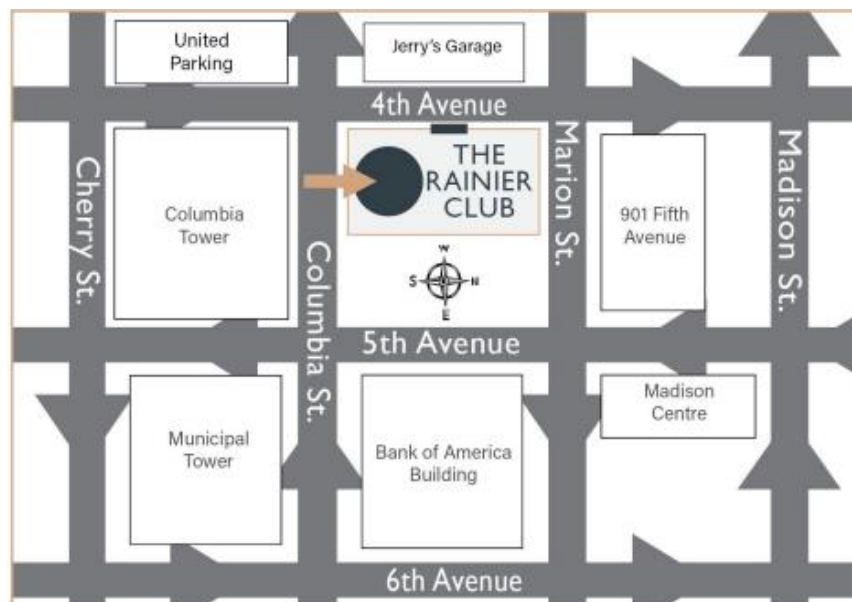 United
Parking
Jerry's Garage
4th Avenue
Cherry St.
Columbia
Tower
Columbia St.
THE
RAINIER
CLUB
Marion St.
901 Fifth
Avenue
Madison St.
W
S
N
E
5th Avenue
Municipal
Tower
Bank of America
Building
Madison
Centre
6th Avenue